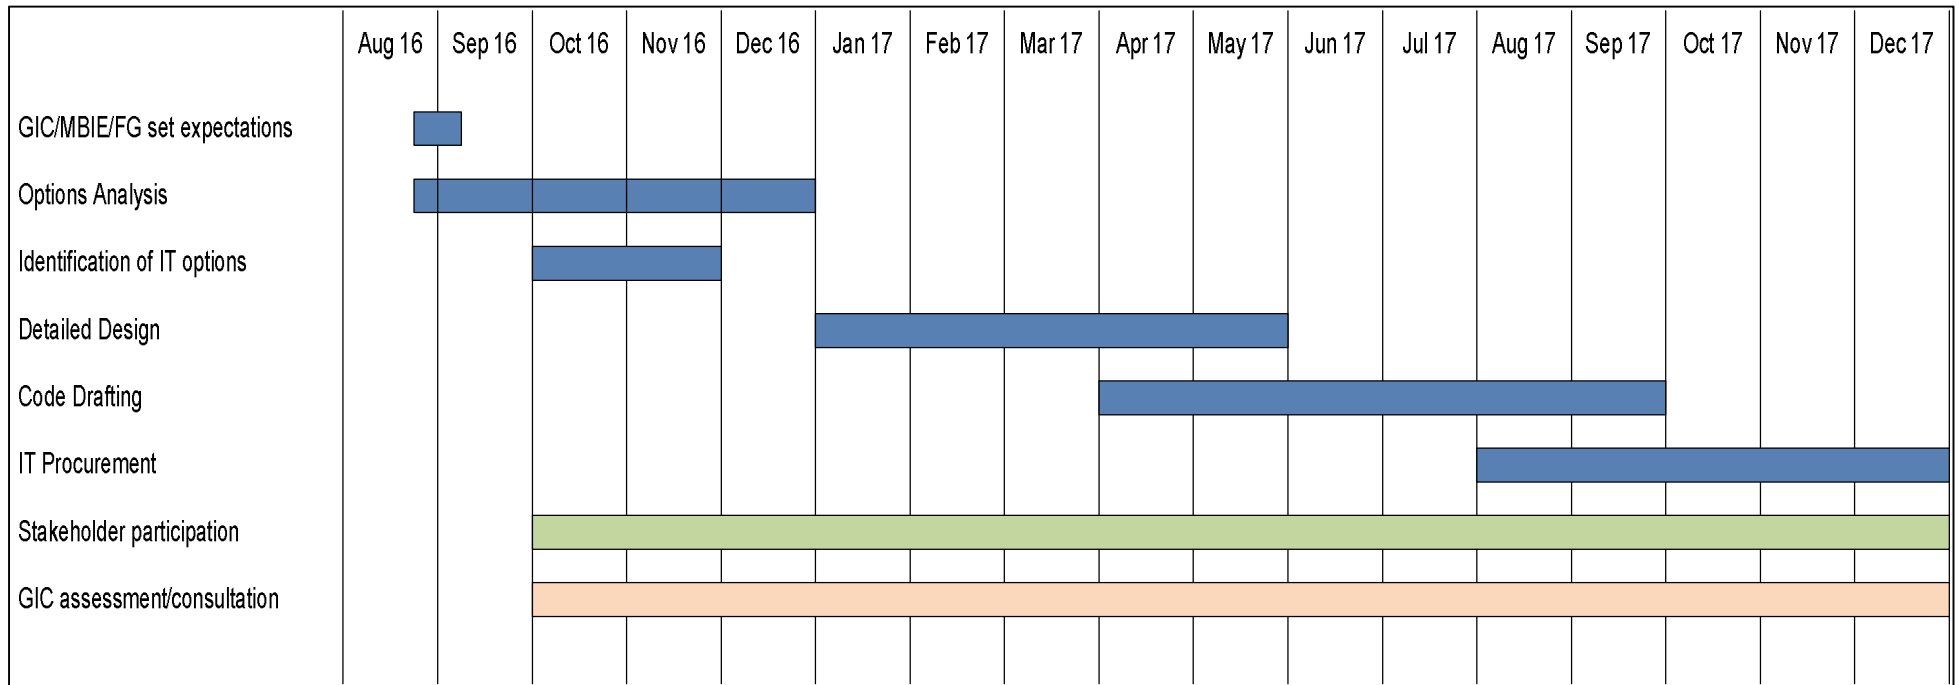 Aug 16 Sep 16 Oct 16 Nov 16 Dec 16 Jan 17 Feb 17 Mar 17 Apr 17 May 17 Jun 17 Jul 17 Aug 17 Sep 17 Oct 17 Nov 17 Dec 17
GIC/MBIE/FG set expectations
Options Analysis
Identification of IT options
Detailed Design
Code Drafting
IT Procurement
Stakeholder participation
GIC assessment/consultation